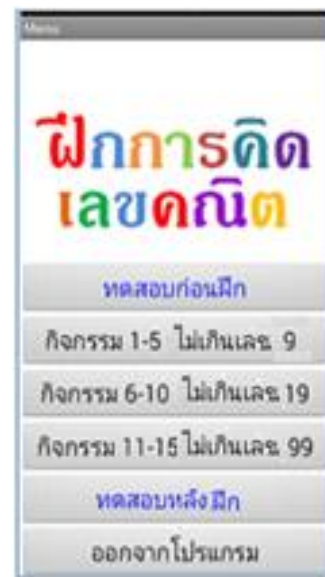 Menu
ฝึกการคิด
เลขคณิต
ทดสอบก่อนฝึก
กิจกรรม 1-5 ไม่เกินเลข 9
กิจกรรม 6-10 ไม่เกินเลข 19
กิจกรรม 11-15 ไม่เกินเลข 99
ทดสอบหลังฝึก
ออกจากโปรแกรม